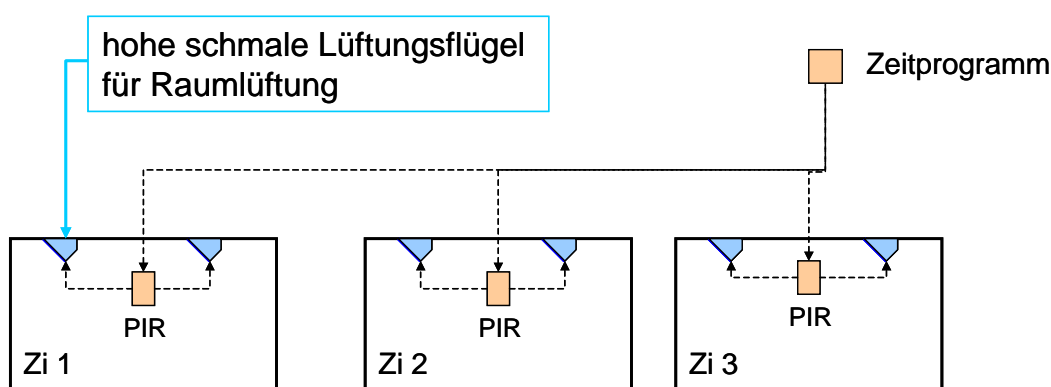 hohe schmale Lüftungsflügel
für Raumlüftung
Zeitprogramm
PIR
PIR
PIR
Zi 1
Zi 2
Zi 3